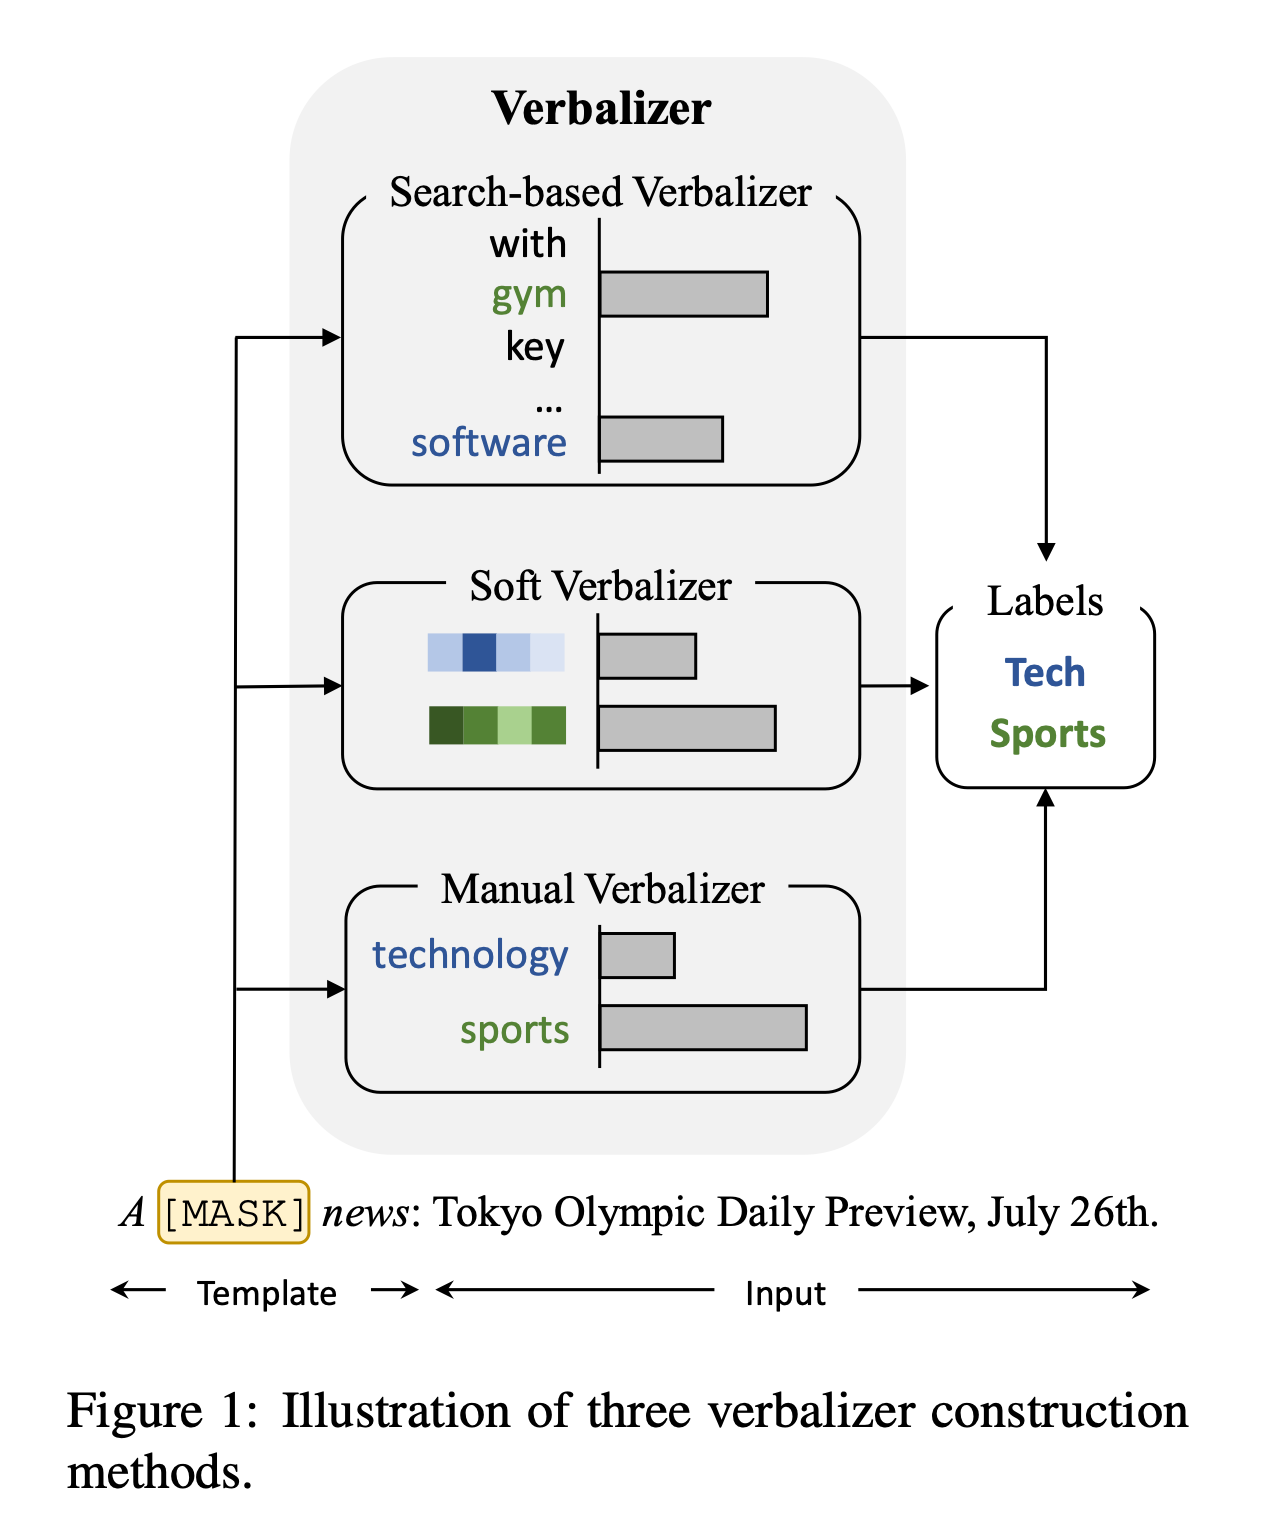 Verbalizer
Search-based Verbalizer
with
gym
key
...
software
Soft Verbalizer
Labels
Tech
Sports
Manual Verbalizer
technology
sports
A [MASK] news: Tokyo Olympic Daily Preview, July 26th.
Template Input
Figure 1: Illustration of three verbalizer construction
methods.